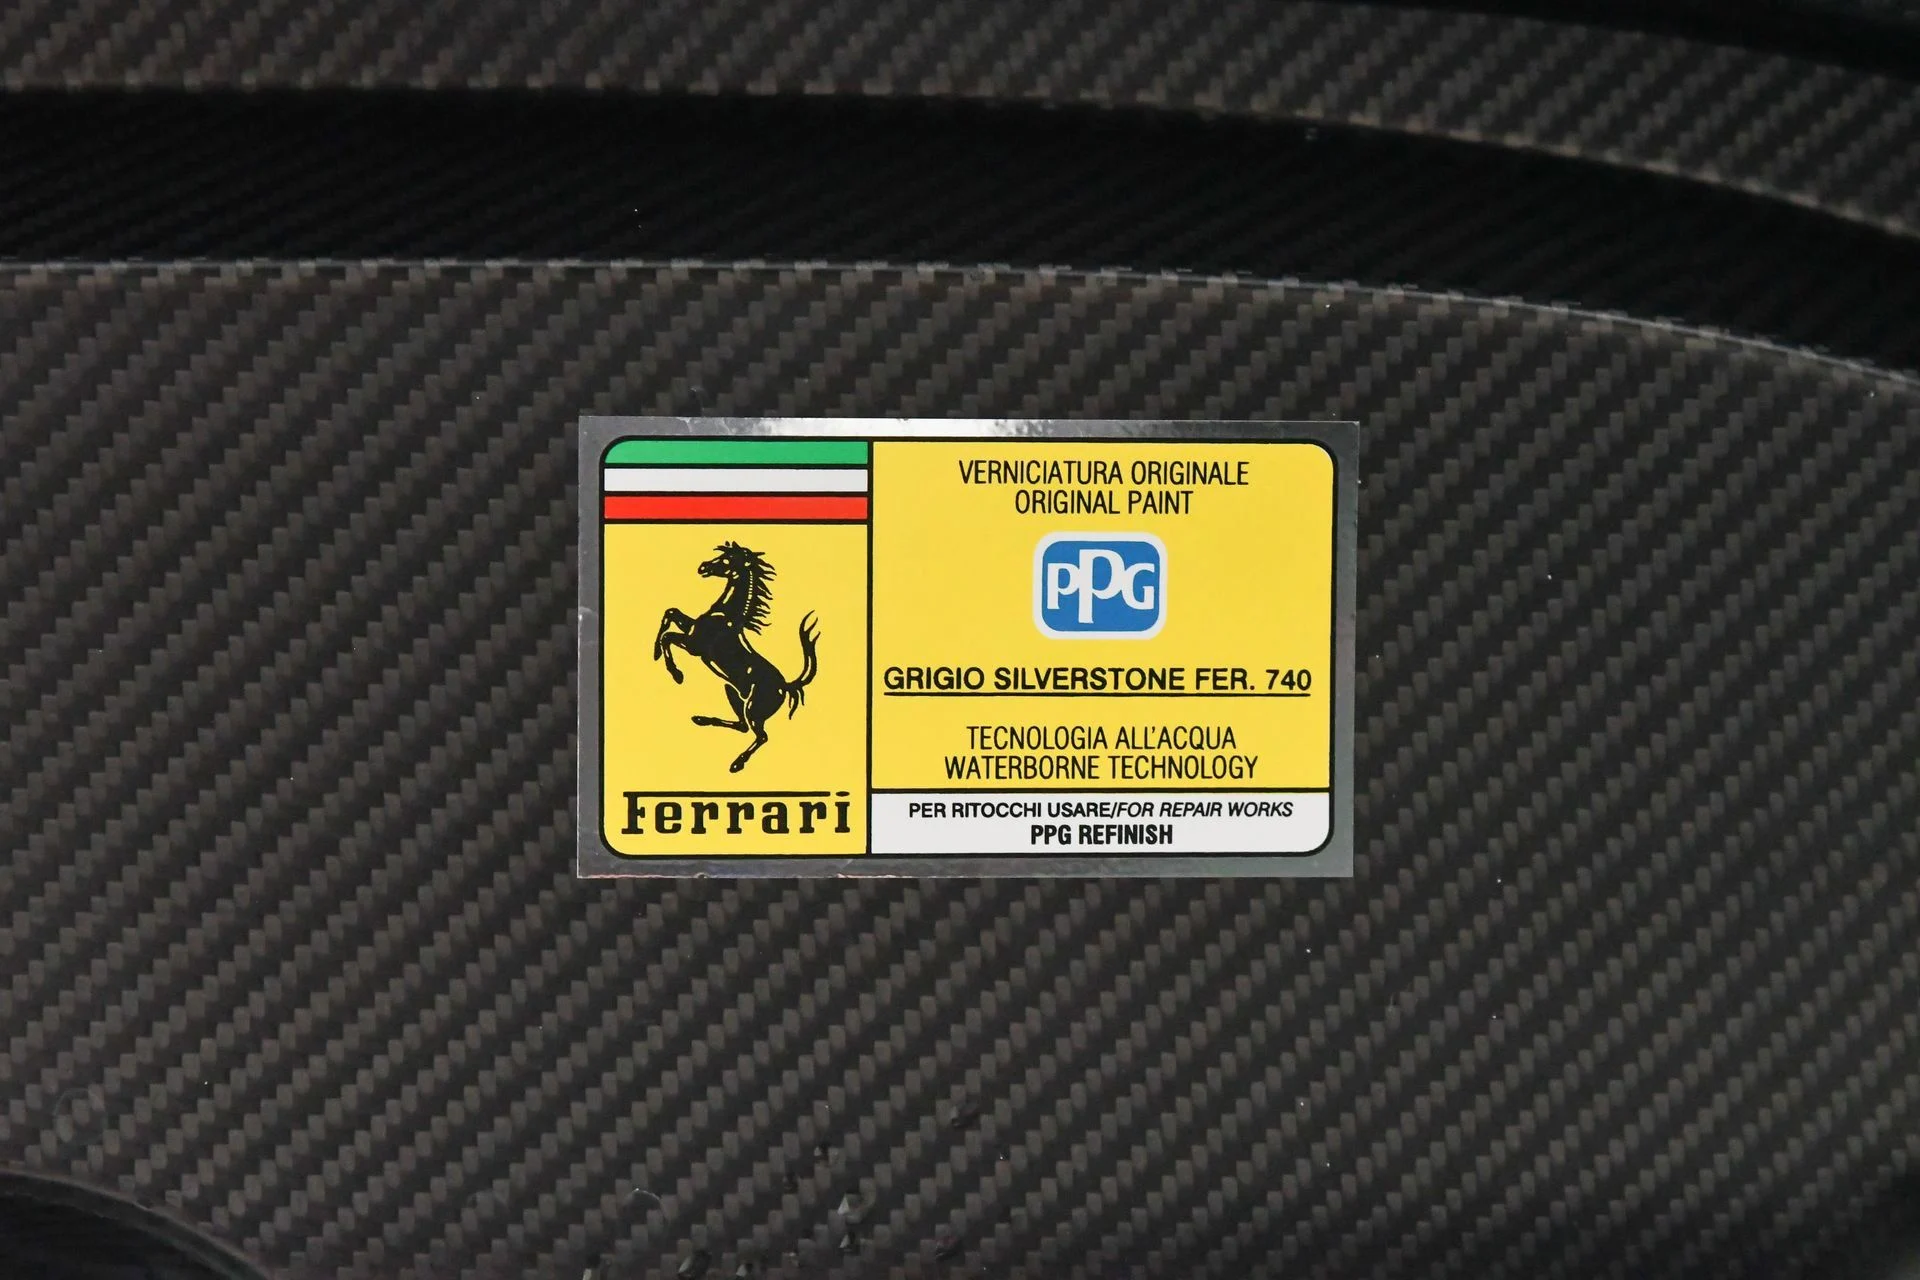 Ferrari
VERNICIATURA ORIGINALE
ORIGINAL PAINT
PPG
GRIGIO SILVERSTONE FER. 740
TECNOLOGIA ALL'ACQUA
WATERBORNE TECHNOLOGY
PER RITOCCHI USARE/FOR REPAIR WORKS
PPG REFINISH